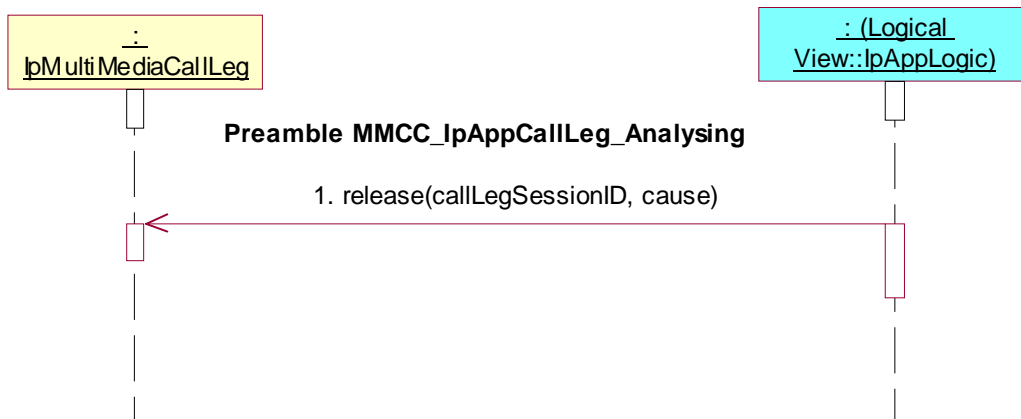 :
IpMultiMediaCallLeg
: (Logical
View::IpAppLogic)
Preamble MMCC_IpAppCallLeg_Analysing
1. release(callLegSessionID, cause)